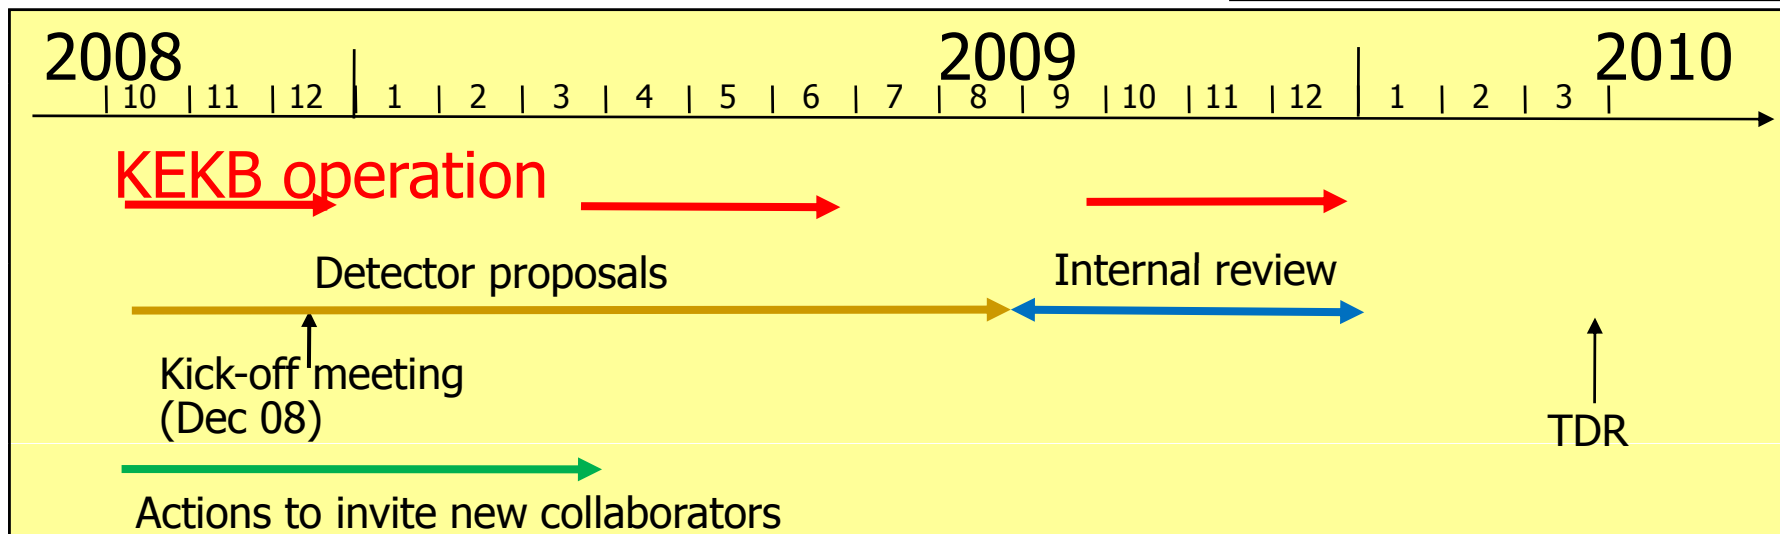 2008 2009 2010
| 10 | 11 | 12 | 1 | 2 | 3 | 4 | 5 | 6 | 7 | 8 | 9 | 10 | 11 | 12 | 1 | 2 | 3 |
KEKB operation
Detector proposals
Internal review
Kick-off meeting
(Dec 08)
TDR
Actions to invite new collaborators